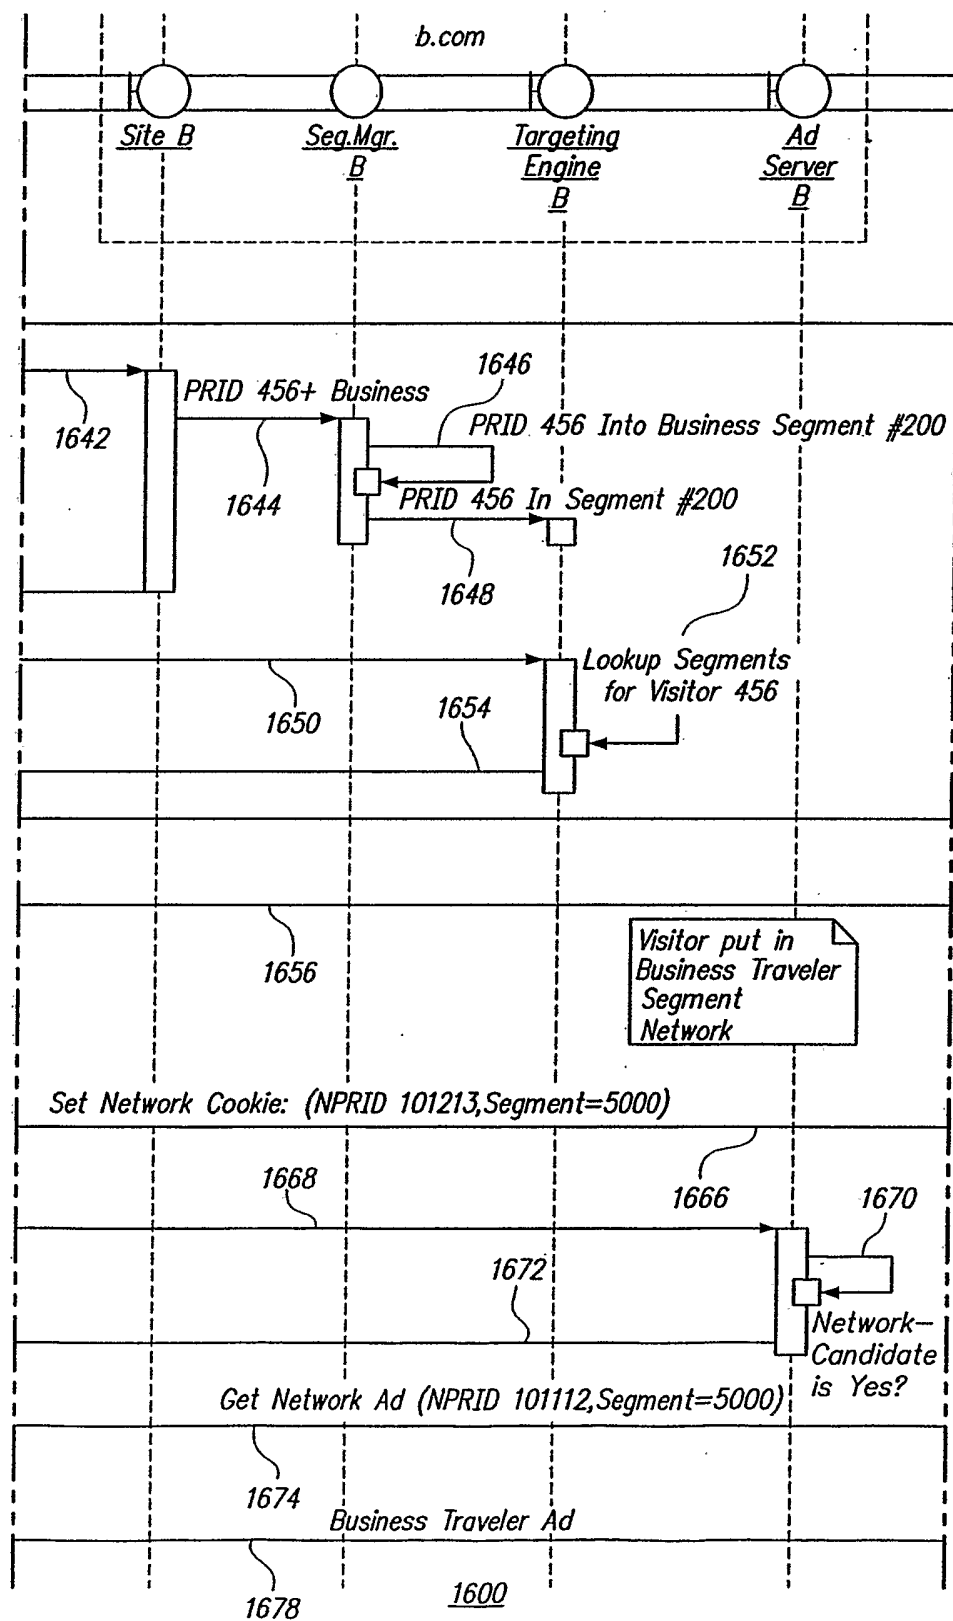 b.com
Site B
Seg.Mgr.
B
Targeting
Engine
B
Ad
Server
B
1646
PRID 456+ Business
1642
PRID 456 Into Business Segment #200
1644
PRID 456 In Segment #200
1648
1652
Lookup Segments
for Visitor 456
1650
1654
1656
Visitor put in
Business Traveler
Segment
Network
Set Network Cookie: (NPRID 101213,Segment=5000)
1668
1666
1670
1672
Network-
Candidate
is Yes?
Get Network Ad (NPRID 101112,Segment=5000)
1674
Business Traveler Ad
1678
1600